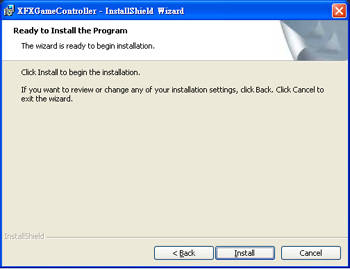 XFXGameController - InstallShield Wizard
Ready to Install the Program
The wizard is ready to begin installation.
Click Install to begin the installation.
If you want to review or change any of your installation settings, click Back. Click Cancel to
exit the wizard.
InstallShield
< Back Install Cancel